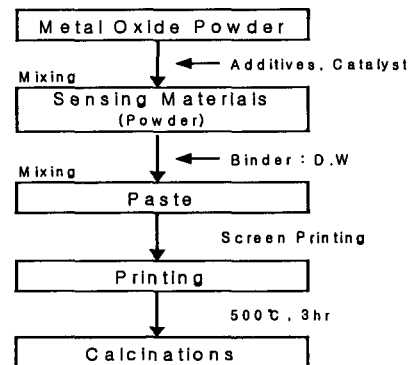 Metal Oxide Powder
Additives, Catalyst
Mixing
Sensing Materials
(Powder)
Binder : D.W
Mixing
Paste
Screen Printing
Printing
500℃, 3hr
Calcinations